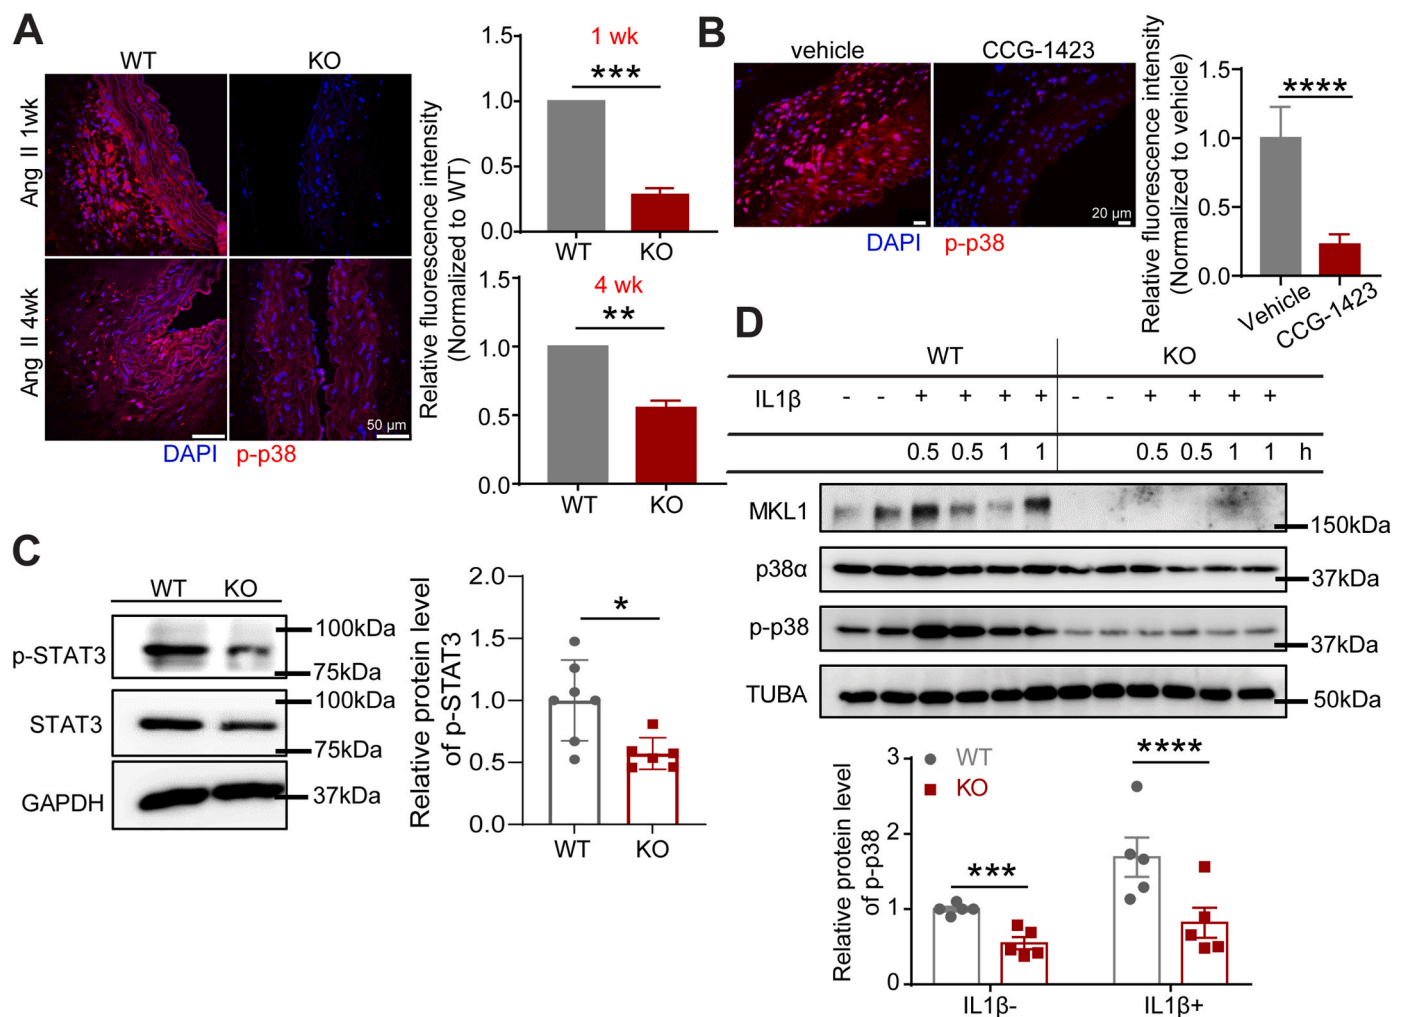 A
WT
KO
Ang II 1wk
Ang II 4wk
50 µm
DAPI p-p38
Relative fluorescence intensity
(Normalized to WT)
1 wk
***
1.5
1.0
0.5
0.0
WT
KO
4 wk
**
1.5
1.0
0.5
0.0
WT
KO
B
vehicle
CCG-1423
20 µm
DAPI p-p38
Relative fluorescence intensity
(Normalized to vehicle)
****
1.5
1.0
0.5
0.0
Vehicle
CCG-1423
C
WT
KO
p-STAT3
100kDa
75kDa
STAT3
100kDa
75kDa
GAPDH
37kDa
Relative protein level
of p-STAT3
*
2.0
1.5
1.0
0.5
0.0
WT
KO
D
WT
KO
IL1β - - + + + + - - + + + +
0.5 0.5 1 1 0.5 0.5 1 1 h
MKL1
150kDa
p38α
37kDa
p-p38
37kDa
TUBA
50kDa
Relative protein level
of p-p38
WT
KO
***
****
3
2
1
0
IL1β-
IL1β+